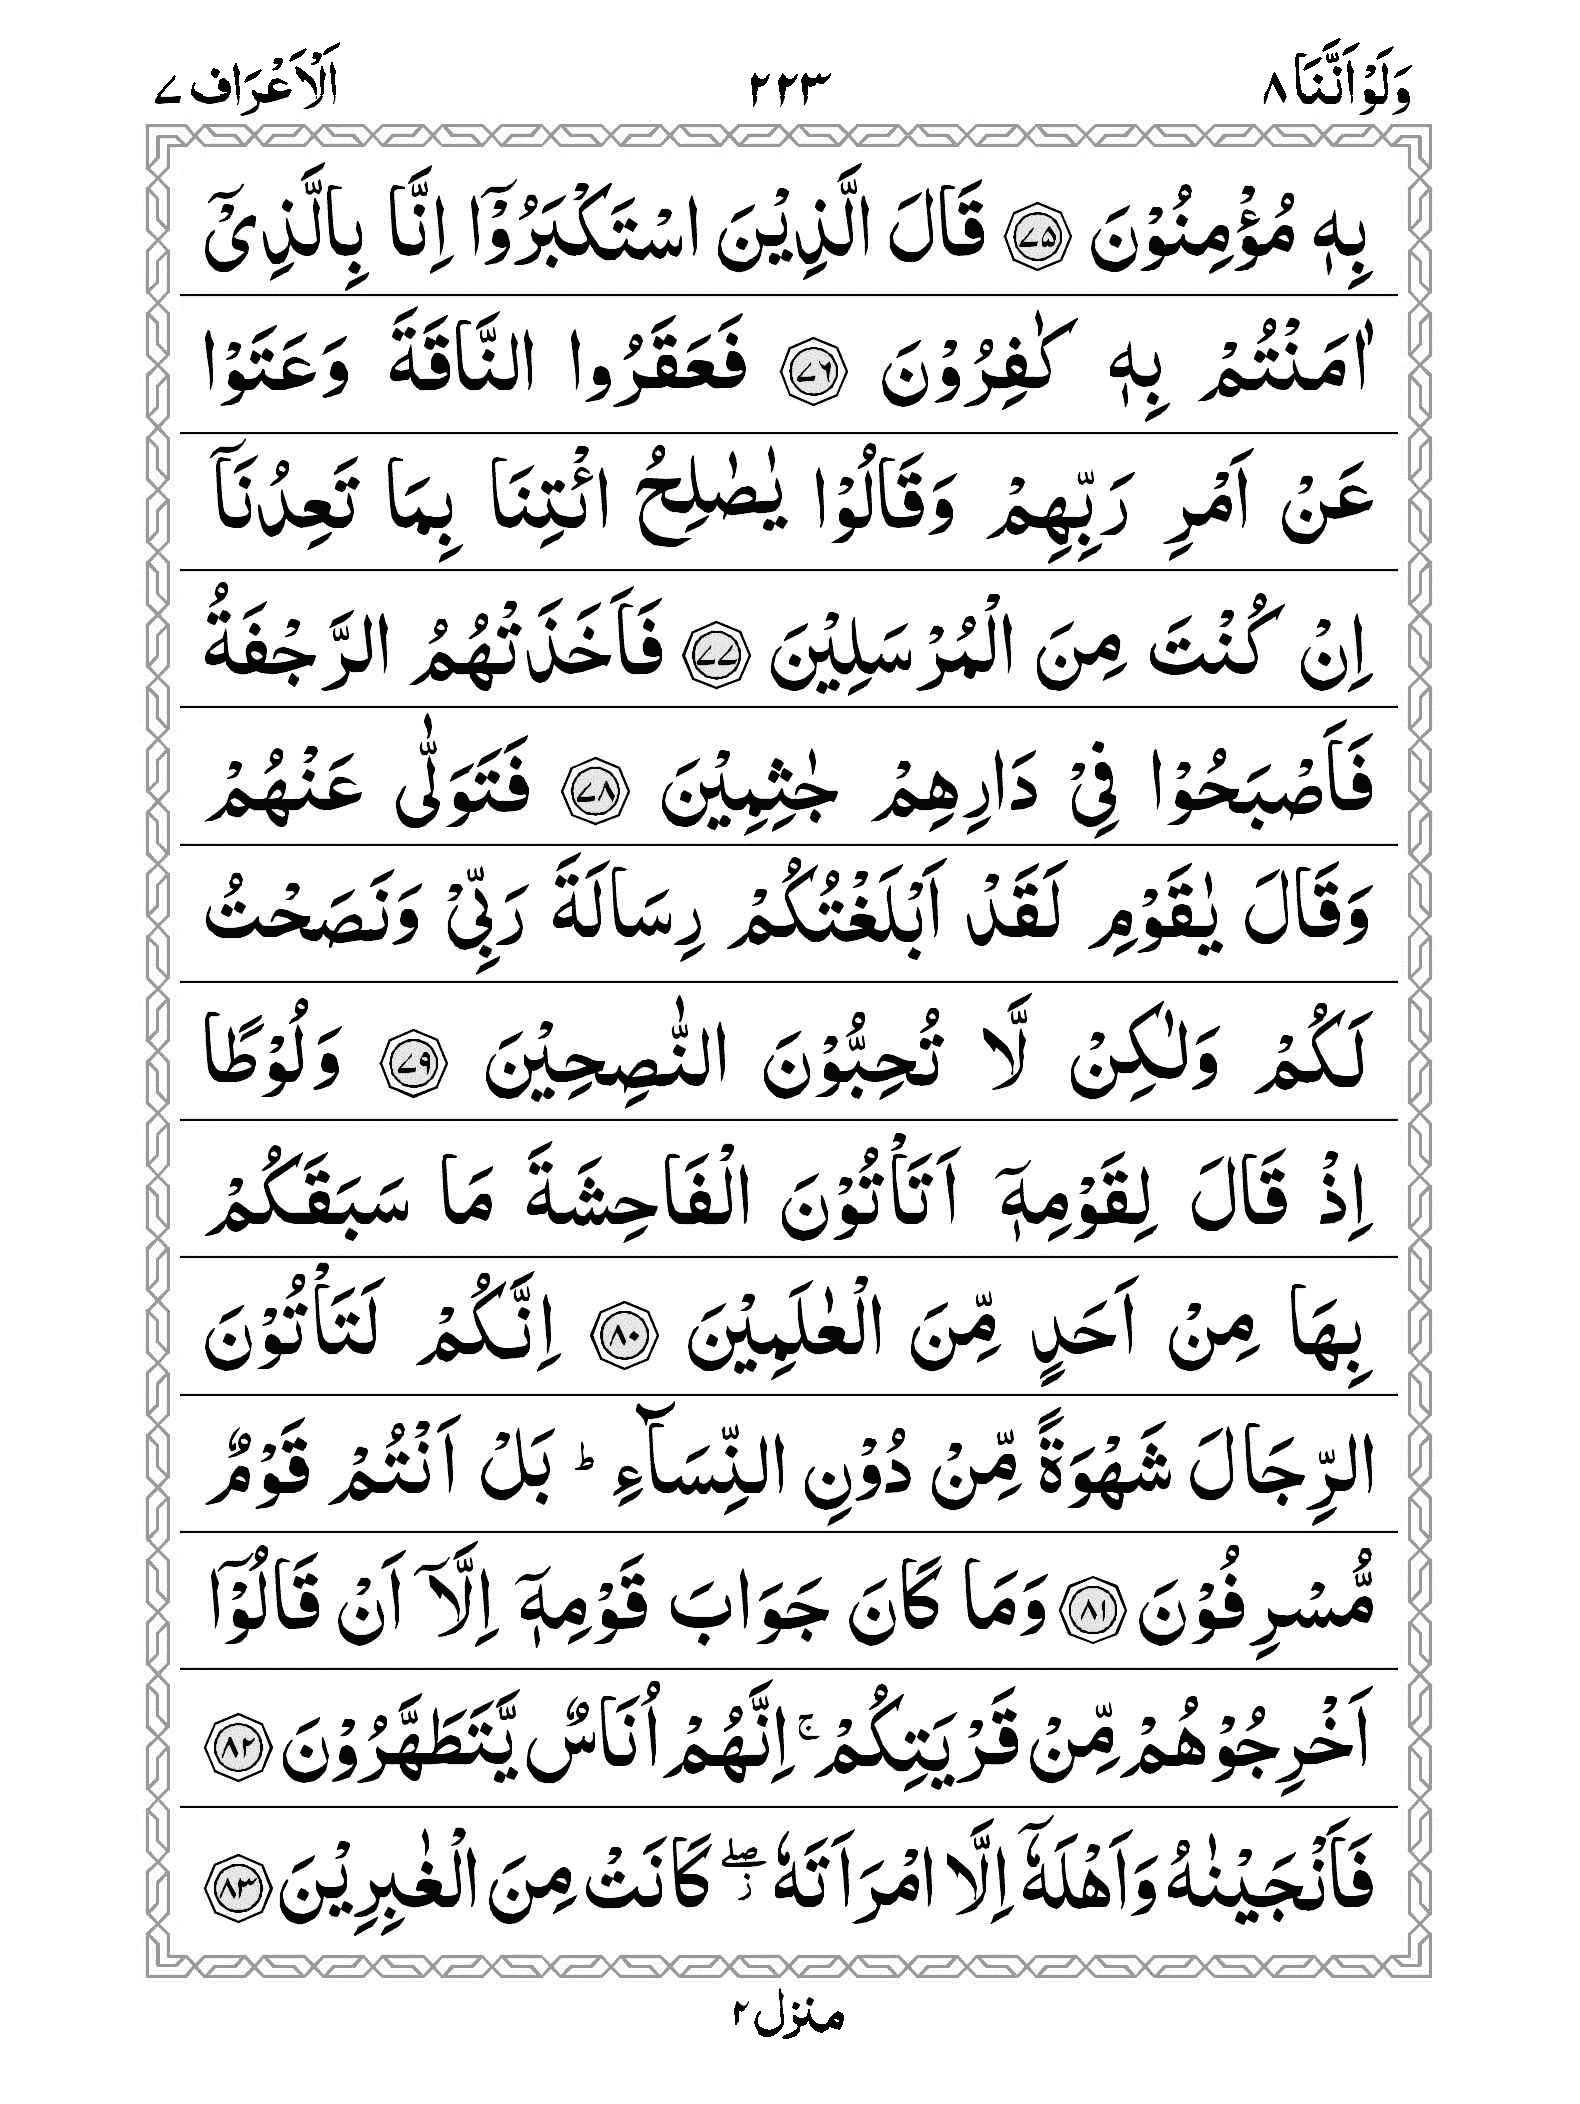 وَلَوْ اَنَّنَا ۸
۲۲۳
اَلْاَعْرَاف ۷
بِهٖ مُؤْمِنُوْنَ ۷۵ قَالَ الَّذِيْنَ اسْتَكْبَرُوْۤا اِنَّا بِالَّذِيْۤ
اٰمَنْتُمْ بِهٖ كٰفِرُوْنَ ۷۶ فَعَقَرُوا النَّاقَةَ وَعَتَوْا
عَنْ اَمْرِ رَبِّهِمْ وَقَالُوْا يٰصٰلِحُ ائْتِنَا بِمَا تَعِدُنَاۤ
اِنْ كُنْتَ مِنَ الْمُرْسَلِيْنَ ۷۷ فَاَخَذَتْهُمُ الرَّجْفَةُ
فَاَصْبَحُوْا فِيْ دَارِهِمْ جٰثِمِيْنَ ۷۸ فَتَوَلّٰى عَنْهُمْ
وَقَالَ يٰقَوْمِ لَقَدْ اَبْلَغْتُكُمْ رِسَالَةَ رَبِّيْ وَنَصَحْتُ
لَكُمْ وَلٰكِنْ لَّا تُحِبُّوْنَ النّٰصِحِيْنَ ۷۹ وَلُوْطًا
اِذْ قَالَ لِقَوْمِهٖۤ اَتَاْتُوْنَ الْفَاحِشَةَ مَا سَبَقَكُمْ
بِهَا مِنْ اَحَدٍ مِّنَ الْعٰلَمِيْنَ ۸۰ اِنَّكُمْ لَتَاْتُوْنَ
الرِّجَالَ شَهْوَةً مِّنْ دُوْنِ النِّسَآءِ ؕ بَلْ اَنْتُمْ قَوْمٌ
مُّسْرِفُوْنَ ۸۱ وَمَا كَانَ جَوَابَ قَوْمِهٖۤ اِلَّاۤ اَنْ قَالُوْۤا
اَخْرِجُوْهُمْ مِّنْ قَرْيَتِكُمْ ۚ اِنَّهُمْ اُنَاسٌ يَّتَطَهَّرُوْنَ ۸۲
فَاَنْجَيْنٰهُ وَاَهْلَهٗۤ اِلَّا امْرَاَتَهٗ ۖ ز كَانَتْ مِنَ الْغٰبِرِيْنَ ۸۳
منزل ۲